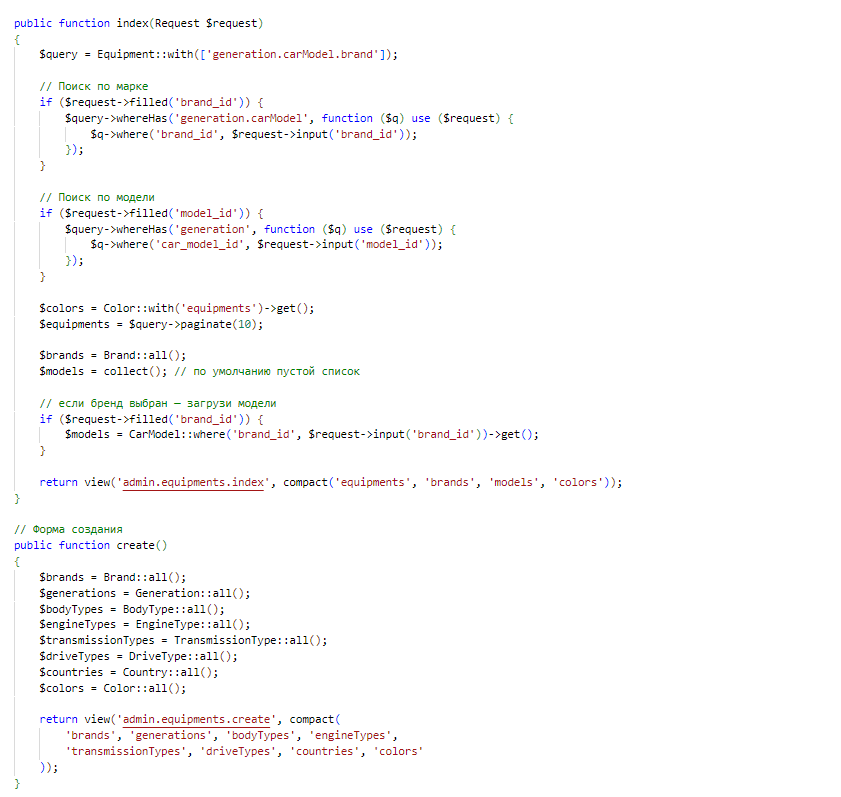 public function index(Request $request)
{
    $query = Equipment::with(['generation.carModel.brand']);

    // Поиск по марке
    if ($request->filled('brand_id')) {
        $query->whereHas('generation.carModel', function ($q) use ($request) {
            $q->where('brand_id', $request->input('brand_id'));
        });
    }

    // Поиск по модели
    if ($request->filled('model_id')) {
        $query->whereHas('generation', function ($q) use ($request) {
            $q->where('car_model_id', $request->input('model_id'));
        });
    }

    $colors = Color::with('equipments')->get();
    $equipments = $query->paginate(10);

    $brands = Brand::all();
    $models = collect(); // по умолчанию пустой список

    // если бренд выбран — загрузи модели
    if ($request->filled('brand_id')) {
        $models = CarModel::where('brand_id', $request->input('brand_id'))->get();
    }

    return view('admin.equipments.index', compact('equipments', 'brands', 'models', 'colors'));
}

// Форма создания
public function create()
{
    $brands = Brand::all();
    $generations = Generation::all();
    $bodyTypes = BodyType::all();
    $engineTypes = EngineType::all();
    $transmissionTypes = TransmissionType::all();
    $driveTypes = DriveType::all();
    $countries = Country::all();
    $colors = Color::all();

    return view('admin.equipments.create', compact(
        'brands', 'generations', 'bodyTypes', 'engineTypes',
        'transmissionTypes', 'driveTypes', 'countries', 'colors'
    ));
}